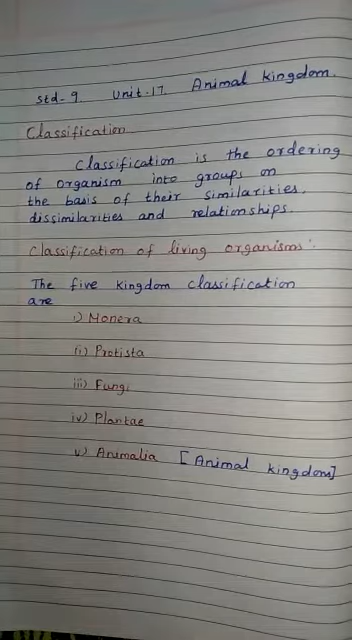 Std-9 Unit-17. Animal kingdom.
Classification
Classification is the ordering
of organism into groups on
the basis of their similarities,
dissimilarities and relationships.
Classification of living organisms:
The five kingdom classification
are
i) Monera
(ii) Protista
iii) Fungi
iv) Plantae
v) Animalia [Animal kingdom]